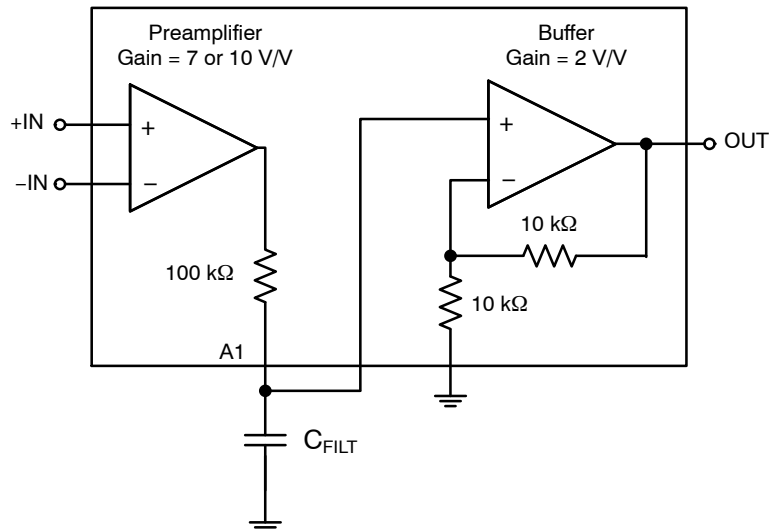 Preamplifier
Gain = 7 or 10 V/V
Buffer
Gain = 2 V/V
+IN
+
−IN
−
+
−
OUT
10 kΩ
100 kΩ
10 kΩ
A1
CFILT